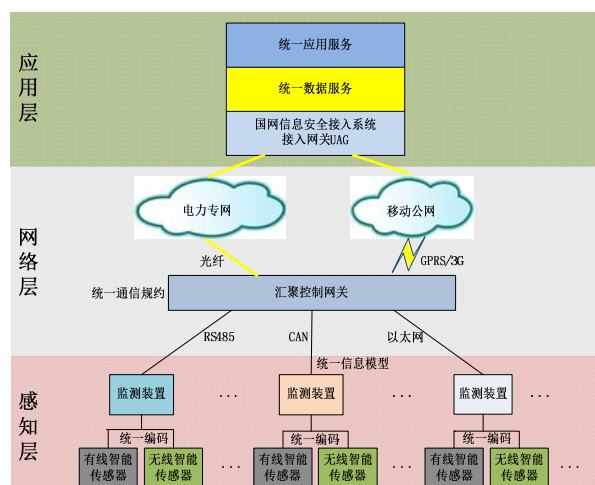 应用层
统一应用服务
统一数据服务
国网信息安全接入系统
接入网关UAG
网络层
电力专网
移动公网
光纤
GPRS/3G
统一通信规约
汇聚控制网关
RS485
CAN
以太网
统一信息模型
感知层
监测装置
...
监测装置
...
监测装置
...
统一编码
统一编码
统一编码
有线智能
传感器
无线智能
传感器
...
有线智能
传感器
无线智能
传感器
...
有线智能
传感器
无线智能
传感器
...